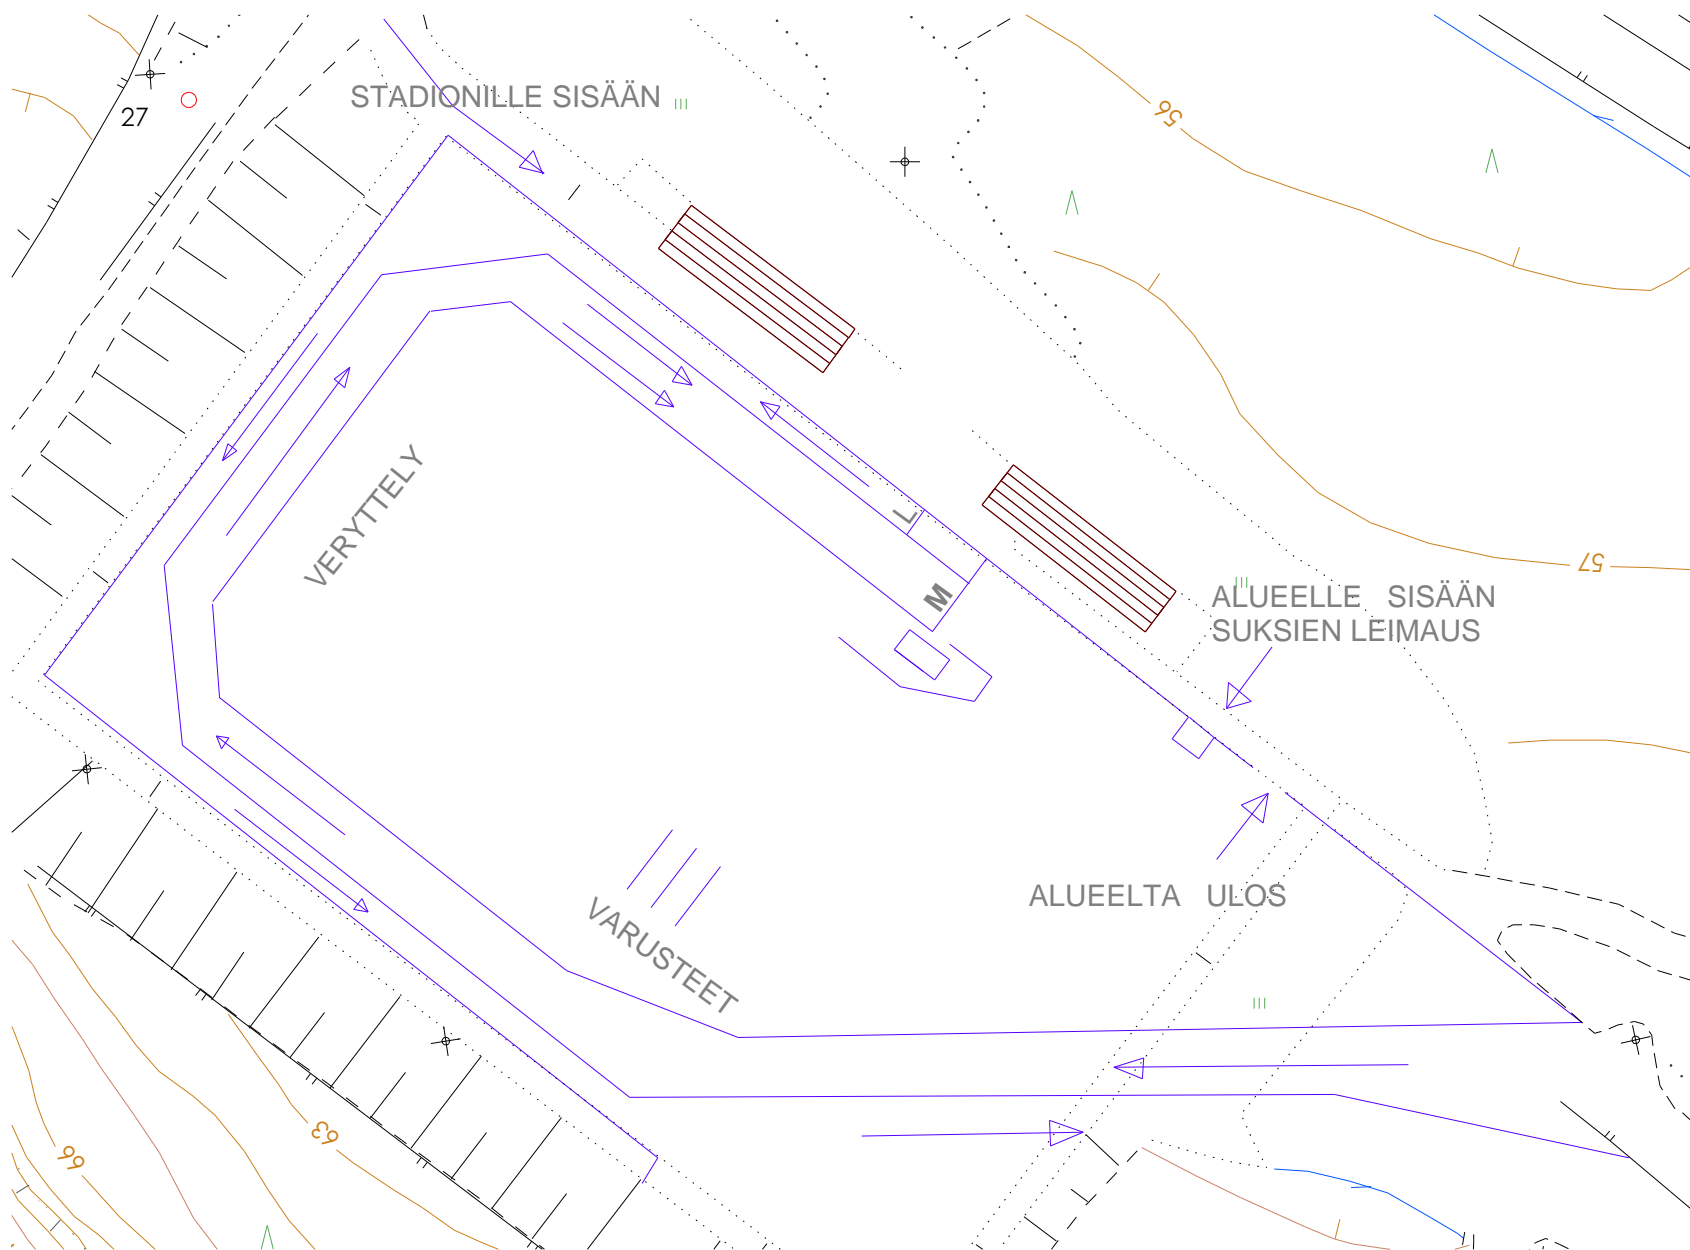 STADIONILLE SISÄÄN
27
56
VERYTTELY
L
M
57
ALUEELLE SISÄÄN
SUKSIEN LEIMAUS
ALUEELTA ULOS
VARUSTEET
63
66